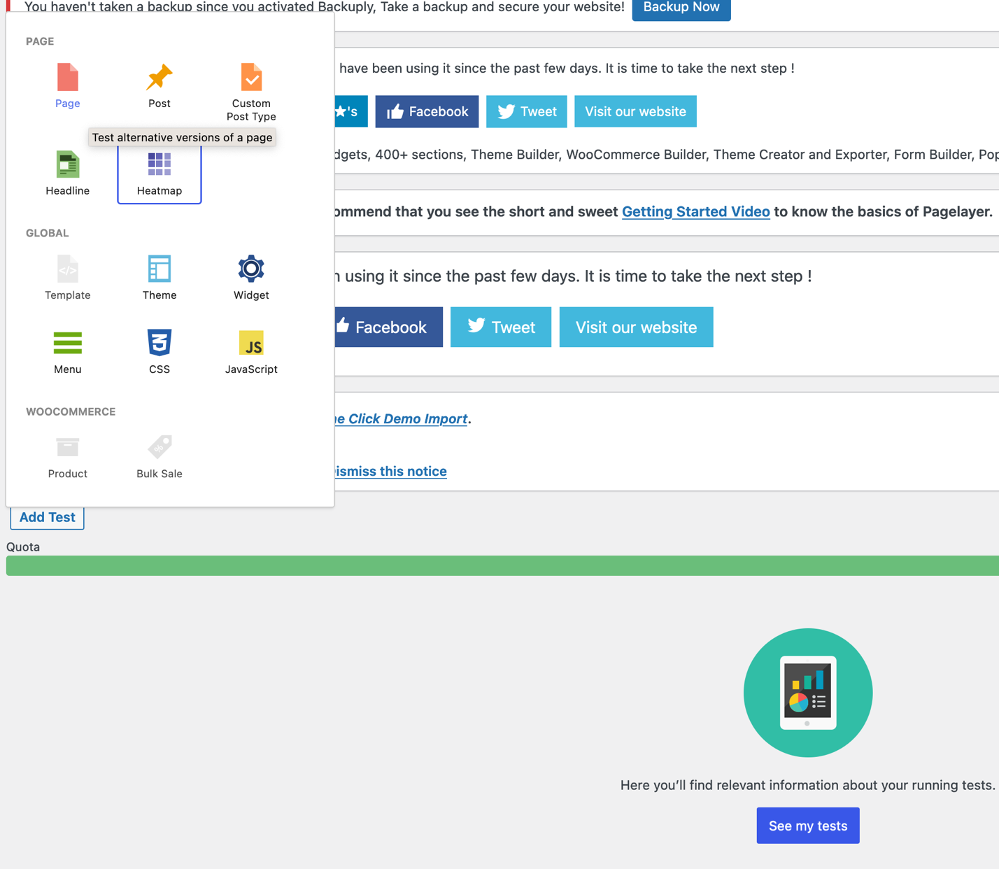 You haven't taken a backup since you activated Backuply, Take a backup and secure your website!
Backup Now
PAGE
Page
Post
Custom
Post Type
Test alternative versions of a page
Headline
Heatmap
GLOBAL
Template
Theme
Widget
Menu
CSS
JS
JavaScript
WOOCOMMERCE
Product
%
Bulk Sale
have been using it since the past few days. It is time to take the next step !
★'s
Facebook
Tweet
Visit our website
400+ sections, Theme Builder, WooCommerce Builder, Theme Creator and Exporter, Form Builder,
that you see the short and sweet Getting Started Video to know the basics of Pagelayer.
using it since the past few days. It is time to take the next step !
Facebook
Tweet
Visit our website
Click Demo Import.
this notice
Add Test
Quota
Here you’ll find relevant information about your running tests.
See my tests